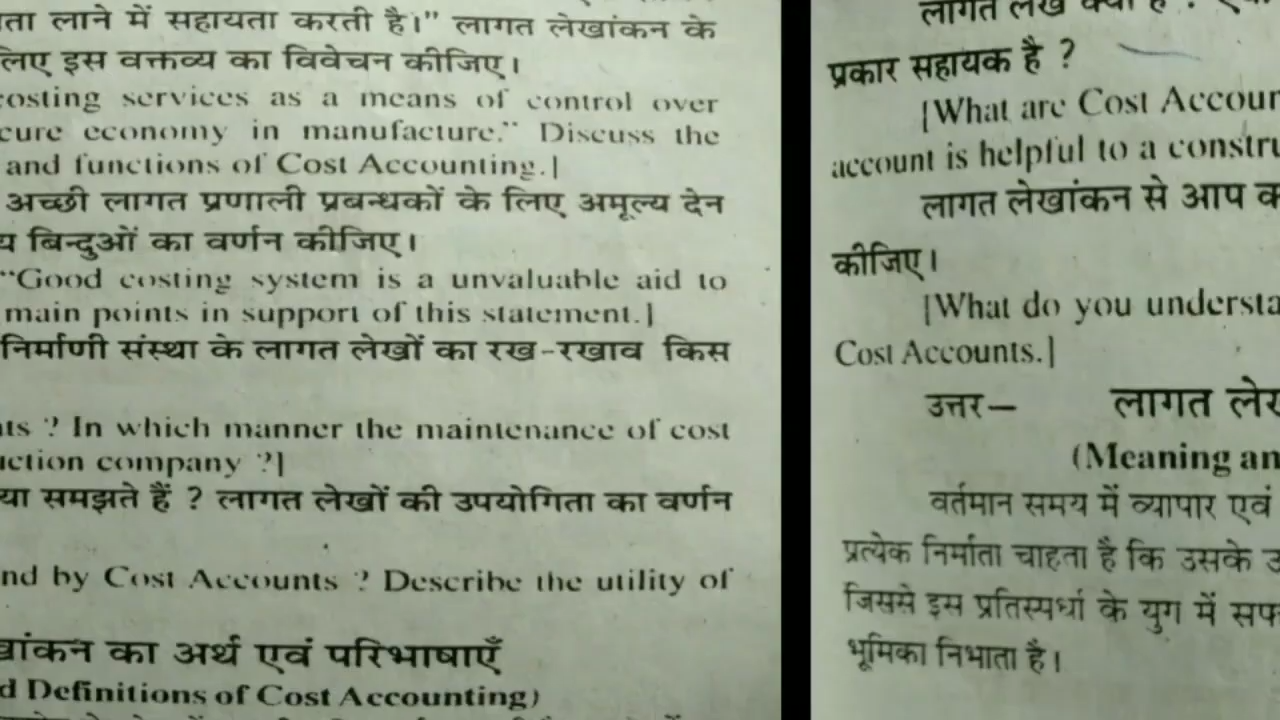 ता लाने में सहायता करती है।” लागत लेखांकन के
लिए इस वक्तव्य का विवेचन कीजिए।
costing services as a means of control over
cure economy in manufacture.” Discuss the
and functions of Cost Accounting.]
अच्छी लागत प्रणाली प्रबन्धकों के लिए अमूल्य देन
य बिन्दुओं का वर्णन कीजिए।
“Good costing system is a unvaluable aid to
main points in support of this statement.]
निर्माणी संस्था के लागत लेखों का रख-रखाव किस
nts ? In which manner the maintenance of cost
uction company ?]
या समझते हैं ? लागत लेखों की उपयोगिता का वर्णन
nd by Cost Accounts ? Describe the utility of
खांकन का अर्थ एवं परिभाषाएँ
d Definitions of Cost Accounting)
लागत लेख क्या है
प्रकार सहायक है ?
[What are Cost Accour
account is helpful to a constru
लागत लेखांकन से आप क
कीजिए।
[What do you understa
Cost Accounts.]
उत्तर— लागत लेर
(Meaning an
वर्तमान समय में व्यापार एवं
प्रत्येक निर्माता चाहता है कि उसके उ
जिससे इस प्रतिस्पर्धा के युग में सफ
भूमिका निभाता है।